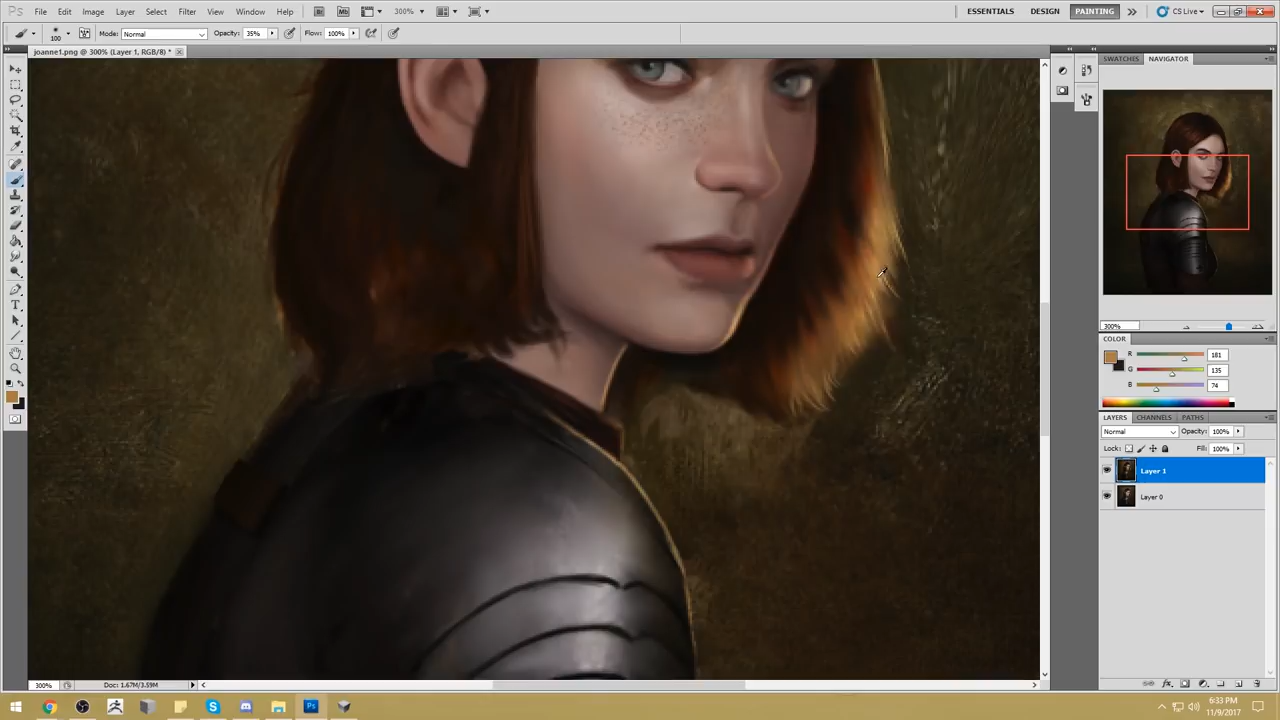 Ps File Edit Image Layer Select Filter View Window Help Br Mb 300% ESSENTIALS DESIGN PAINTING CS Live
100 Mode: Normal Opacity: 35% Flow: 100%
joanne1.png @ 300% (Layer 1, RGB/8) *
SWATCHES NAVIGATOR
300%
COLOR
R 181
G 135
B 74
LAYERS CHANNELS PATHS
Normal Opacity: 100%
Lock: Fill: 100%
Layer 1
Layer 0
300% Doc: 1.67M/3.59M
6:33 PM
11/9/2017